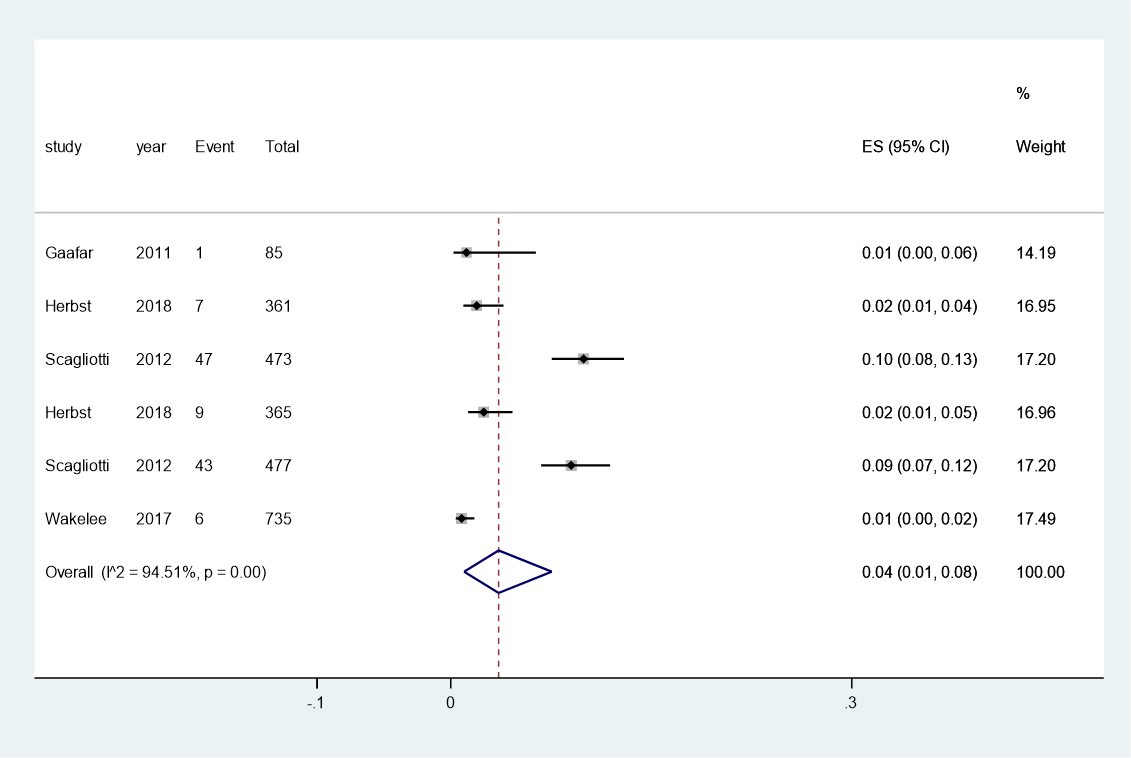 %
study year Event Total ES (95% CI) Weight
Gaafar 2011 1 85 0.01 (0.00, 0.06) 14.19
Herbst 2018 7 361 0.02 (0.01, 0.04) 16.95
Scagliotti 2012 47 473 0.10 (0.08, 0.13) 17.20
Herbst 2018 9 365 0.02 (0.01, 0.05) 16.96
Scagliotti 2012 43 477 0.09 (0.07, 0.12) 17.20
Wakelee 2017 6 735 0.01 (0.00, 0.02) 17.49
Overall (I^2 = 94.51%, p = 0.00) 0.04 (0.01, 0.08) 100.00
-.1 0 .3